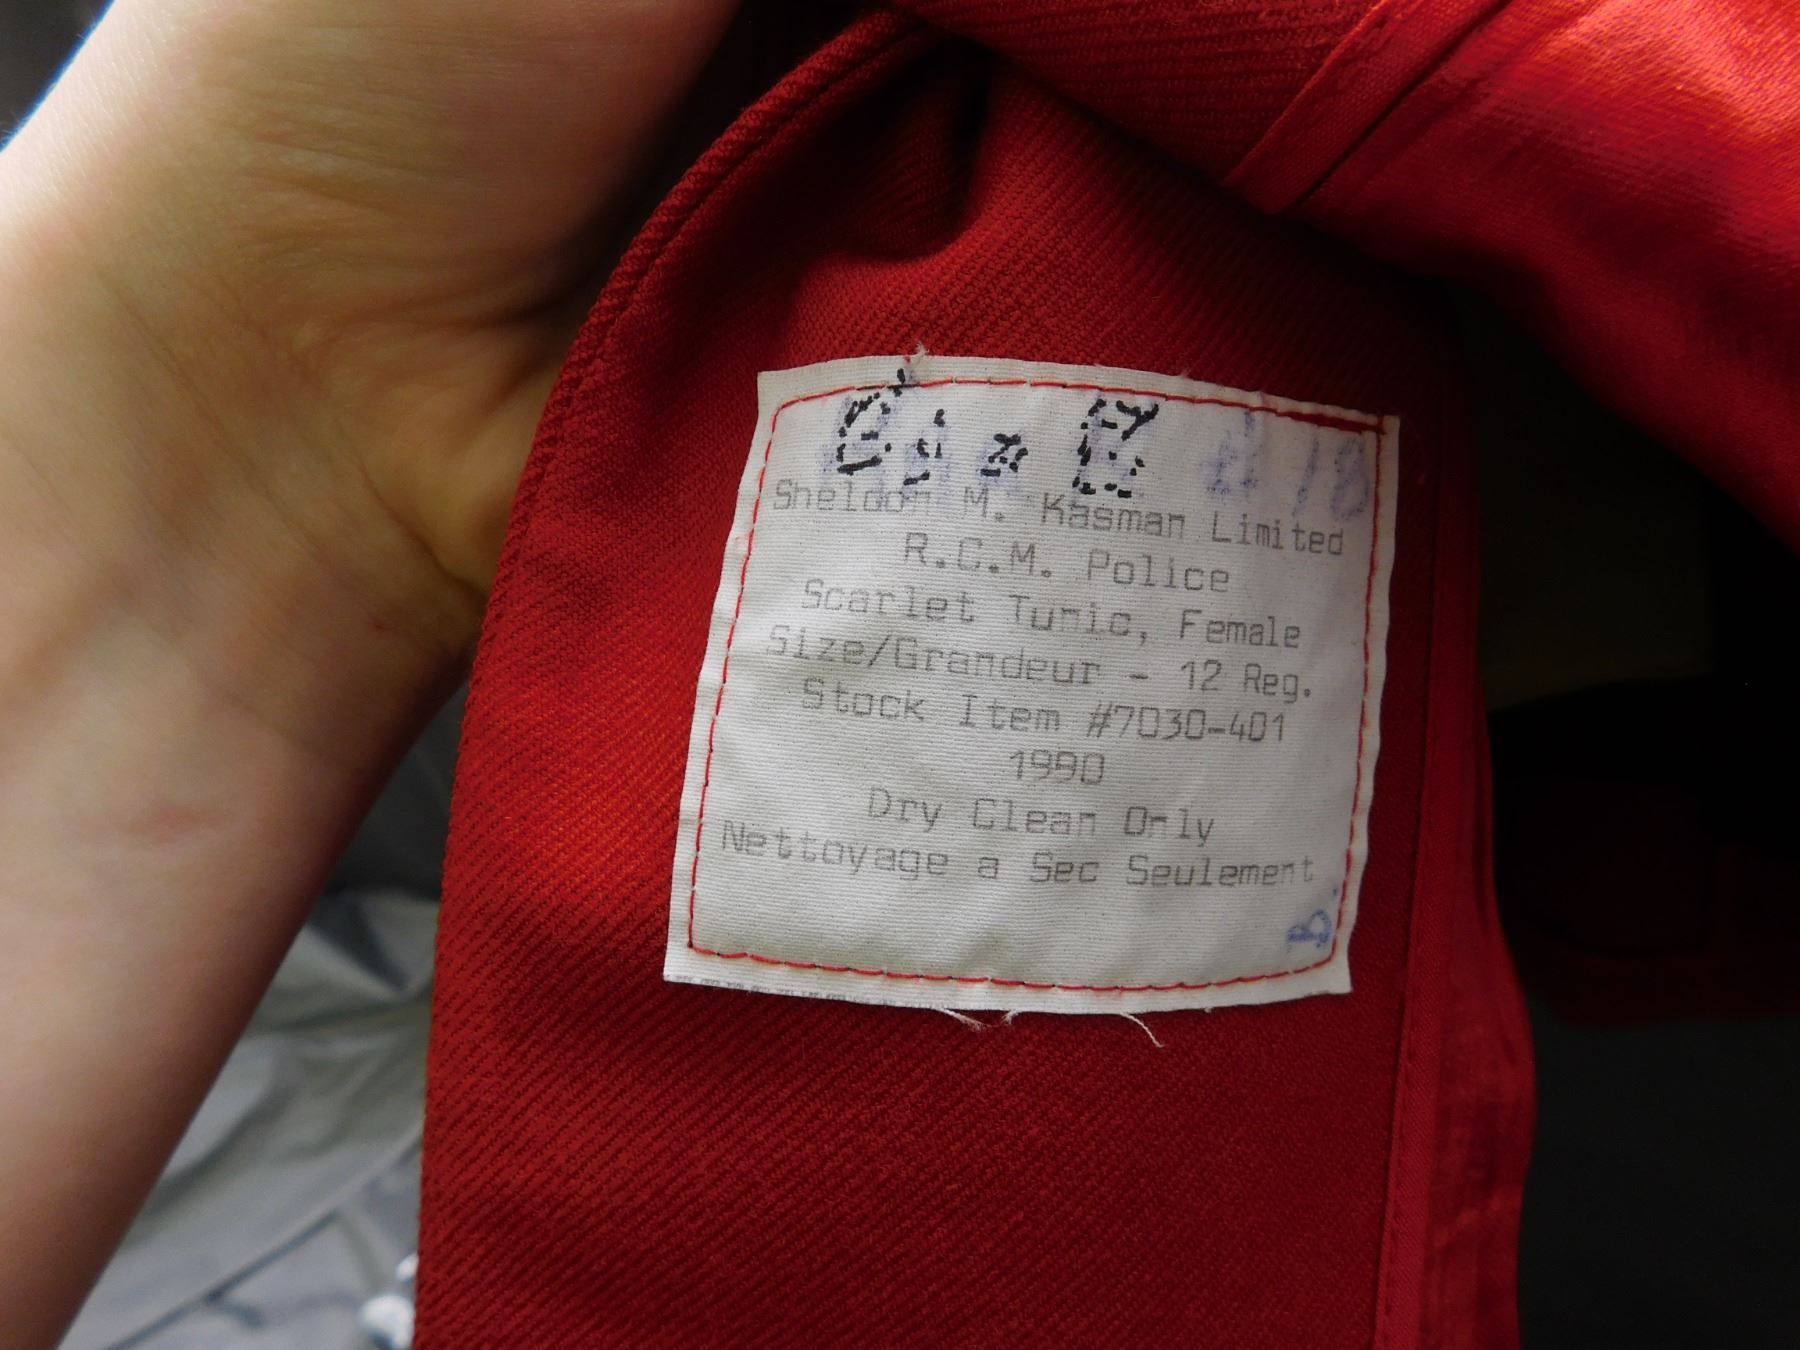 # 18
Sheldon M. Kasman Limited
R.C.M. Police
Scarlet Tunic, Female
Size/Grandeur - 12 Reg.
Stock Item #7030-401
1990
Dry Clean Only
Nettoyage a Sec Seulement